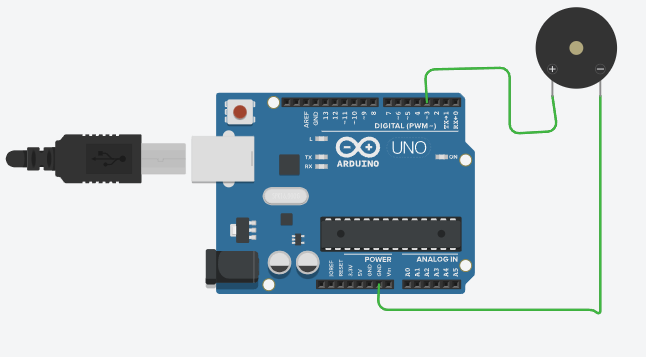 + −
AREF
GND
13
12
~11
~10
~9
8
7
~6
~5
4
~3
2
TX→1
RX←0
DIGITAL (PWM ~)
L
TX
RX
ARDUINO
UNO
ON
POWER
ANALOG IN
IOREF
RESET
3.3V
5V
GND
GND
Vin
A0
A1
A2
A3
A4
A5